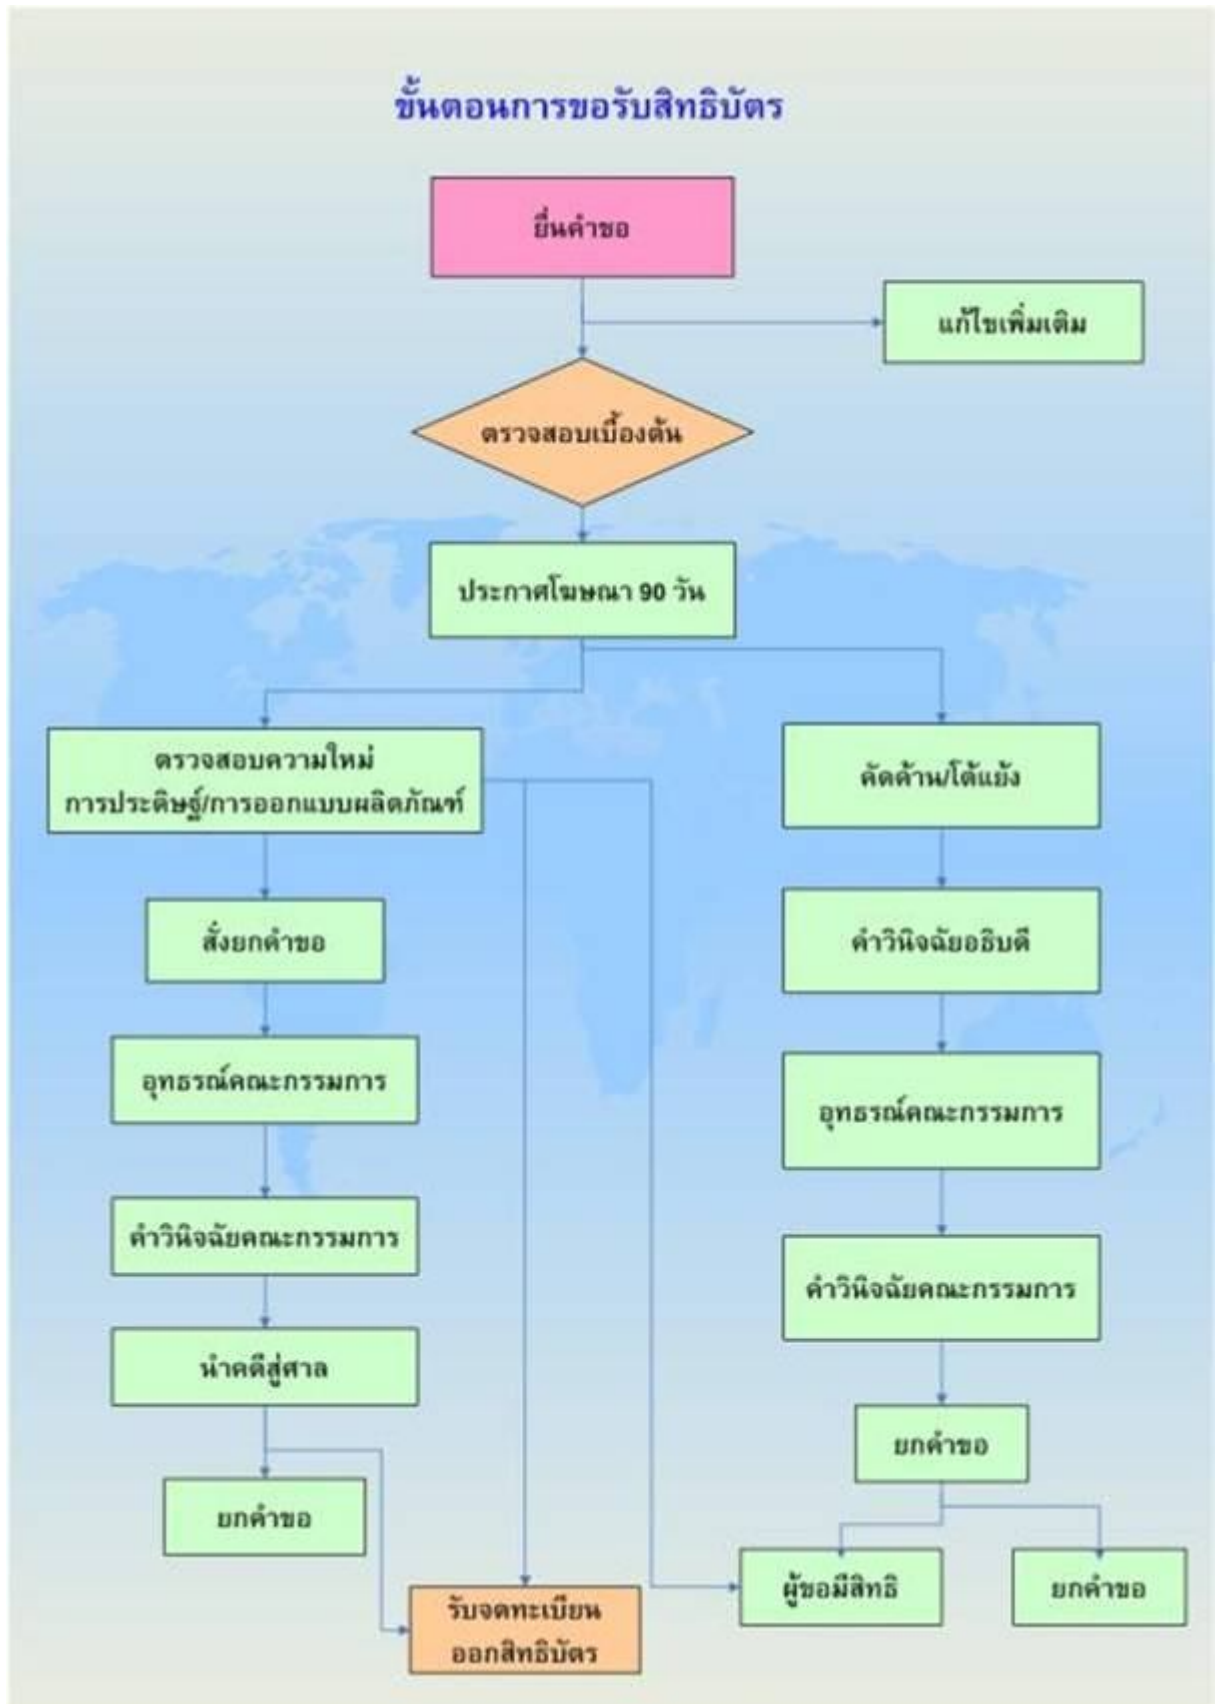 ขั้นตอนการขอรับสิทธิบัตร
ยื่นคำขอ
แก้ไขเพิ่มเติม
ตรวจสอบเบื้องต้น
ประกาศโฆษณา 90 วัน
ตรวจสอบความใหม่
การประดิษฐ์/การออกแบบผลิตภัณฑ์
คัดค้าน/โต้แย้ง
สั่งยกคำขอ
คำวินิจฉัยอธิบดี
อุทธรณ์คณะกรรมการ
อุทธรณ์คณะกรรมการ
คำวินิจฉัยคณะกรรมการ
คำวินิจฉัยคณะกรรมการ
นำคดีสู่ศาล
ยกคำขอ
ยกคำขอ
ผู้ขอมีสิทธิ
ยกคำขอ
รับจดทะเบียน
ออกสิทธิบัตร